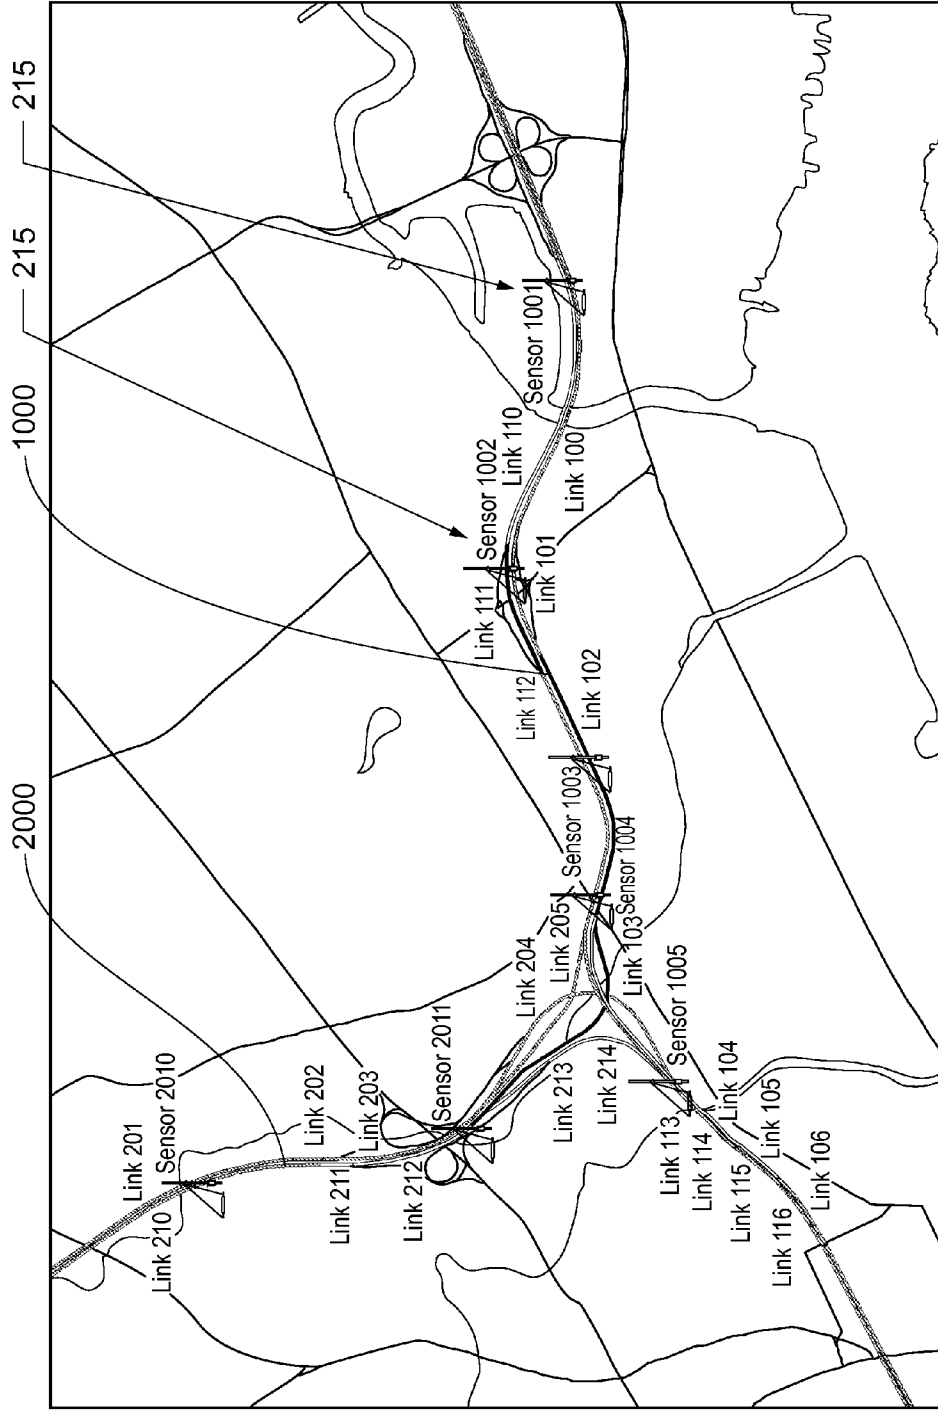 2000
1000
215
215
Link 201
Sensor 2010
Link 210
Link 202
Link 203
Link 211
Link 212
Sensor 2011
Link 204
Link 205
Link 213
Link 214
Link 103
Sensor 1005
Link 113
Link 114
Link 115
Link 116
Link 104
Link 105
Link 106
Sensor 1003
Sensor 1004
Link 112
Link 102
Link 111
Link 101
Sensor 1002
Link 110
Link 100
Sensor 1001